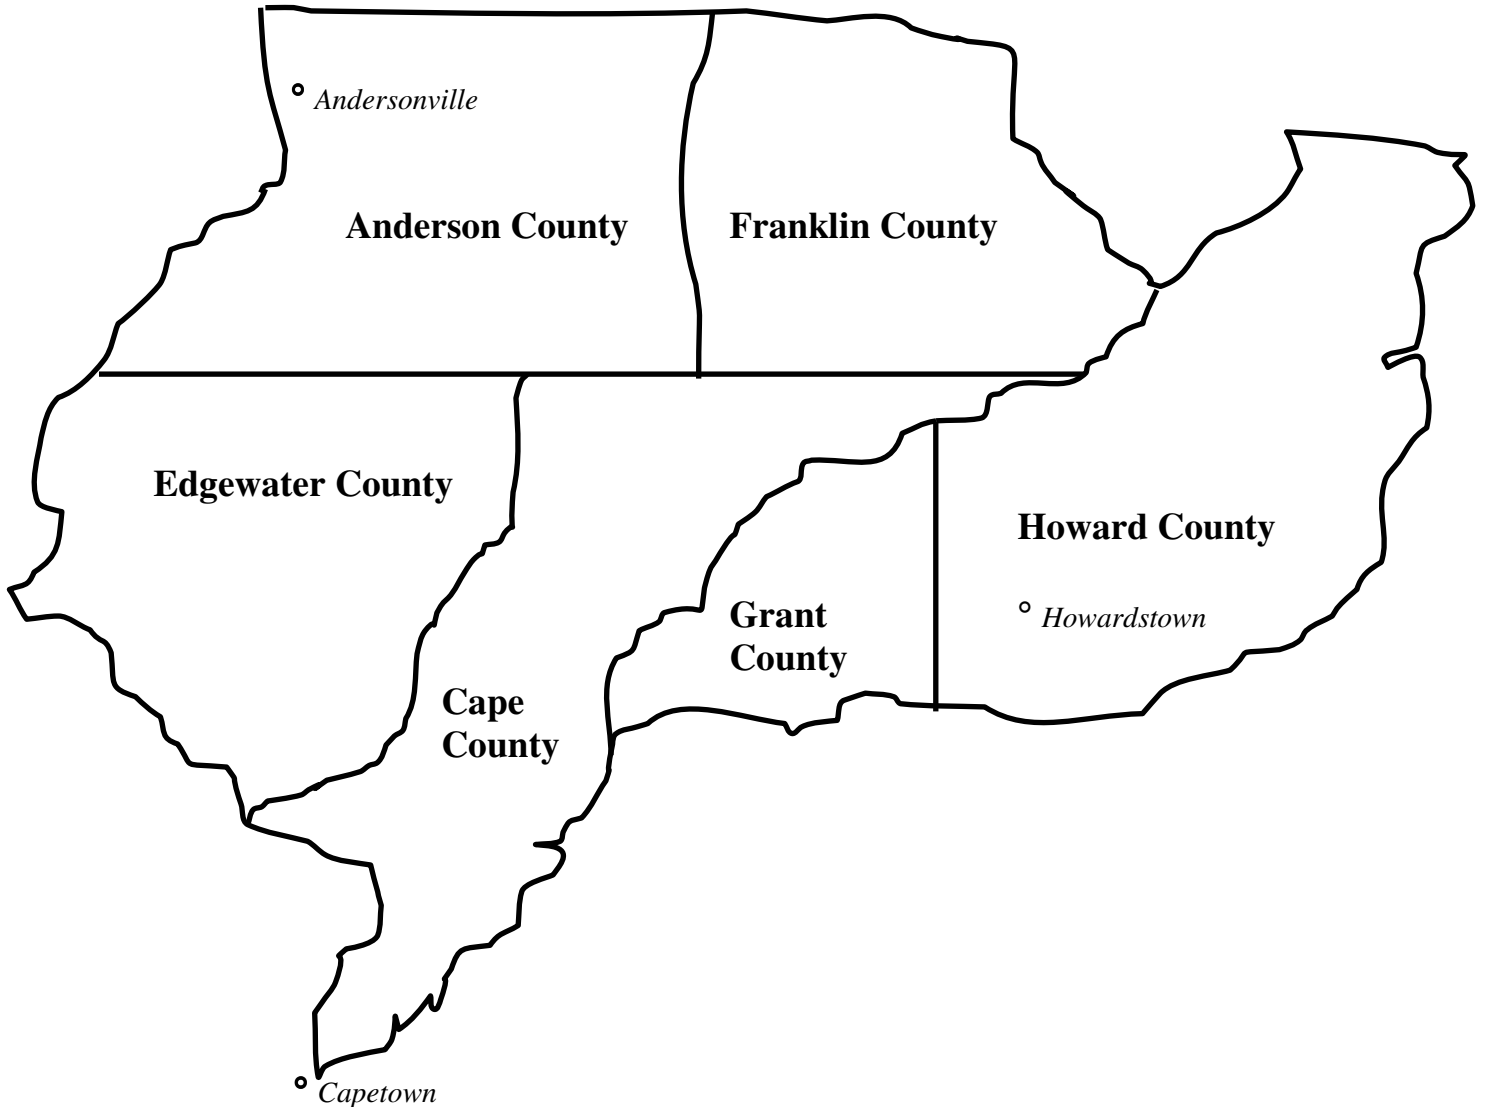 Andersonville
Anderson County
Franklin County
Edgewater County
Howard County
Howardstown
Grant
County
Cape
County
Capetown